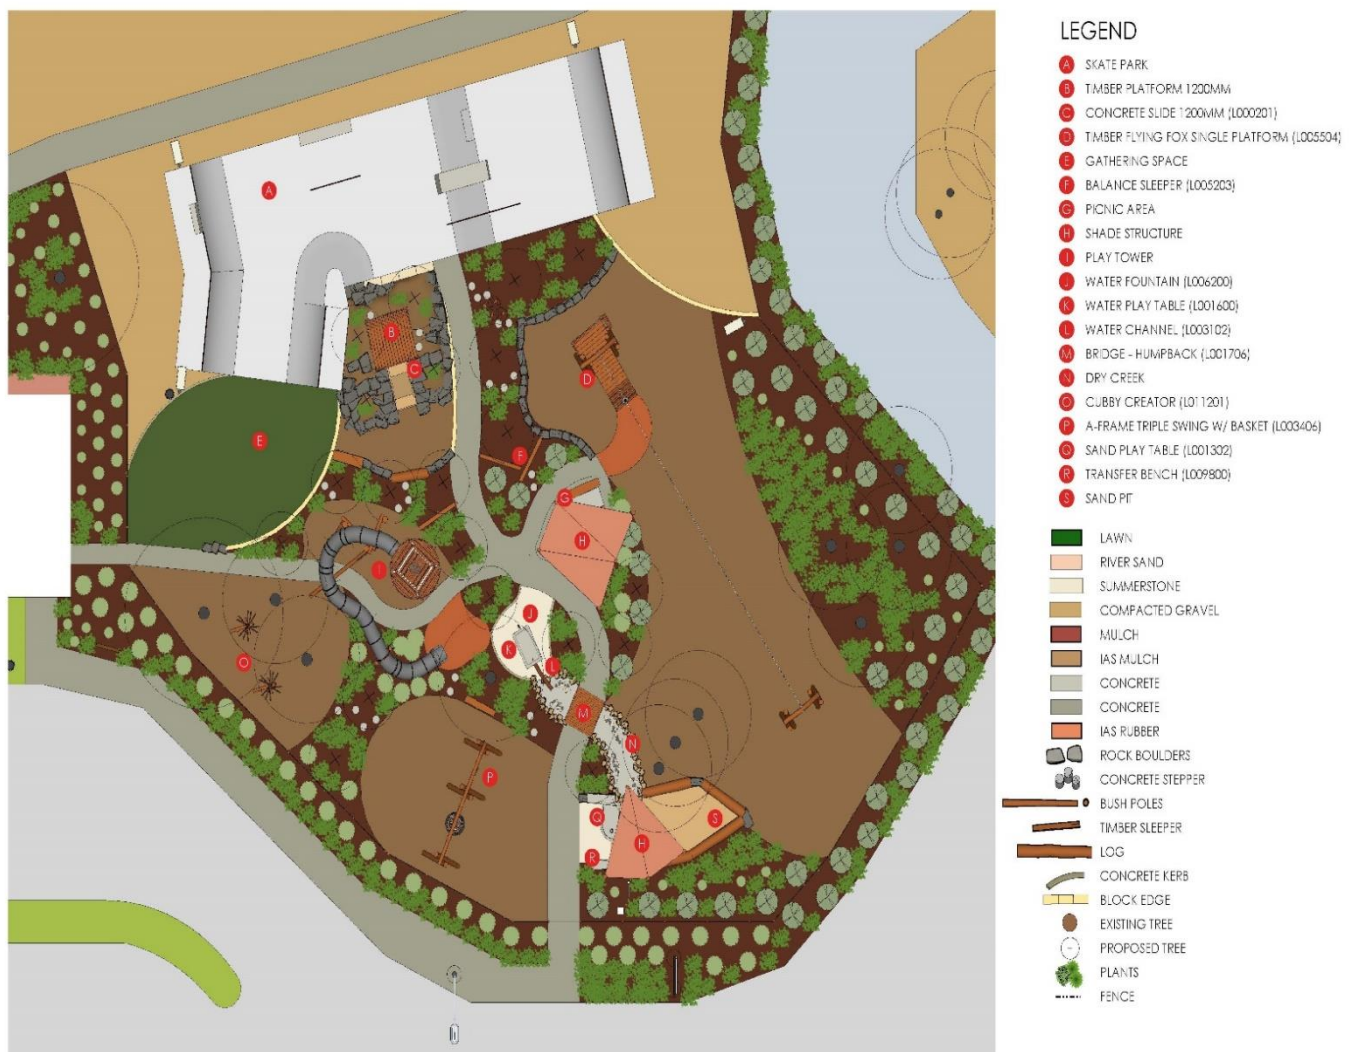 LEGEND
A SKATE PARK
B TIMBER PLATFORM 1200MM
C CONCRETE SLIDE 1200MM (L000201)
D TIMBER FLYING FOX SINGLE PLATFORM (L005504)
E GATHERING SPACE
F BALANCE SLEEPER (L005203)
G PICNIC AREA
H SHADE STRUCTURE
I PLAY TOWER
J WATER FOUNTAIN (L006200)
K WATER PLAY TABLE (L001600)
L WATER CHANNEL (L003102)
M BRIDGE - HUMPBACK (L001706)
N DRY CREEK
O CUBBY CREATOR (L011201)
P A-FRAME TRIPLE SWING W/ BASKET (L003406)
Q SAND PLAY TABLE (L001302)
R TRANSFER BENCH (L009800)
S SAND PIT
LAWN
RIVER SAND
SUMMERSTONE
COMPACTED GRAVEL
MULCH
IAS MULCH
CONCRETE
CONCRETE
IAS RUBBER
ROCK BOULDERS
CONCRETE STEPPER
BUSH POLES
TIMBER SLEEPER
LOG
CONCRETE KERB
BLOCK EDGE
EXISTING TREE
PROPOSED TREE
PLANTS
FENCE
A
B
C
D
E
F
G
H
I
J
K
L
M
N
O
P
Q
S
H
R